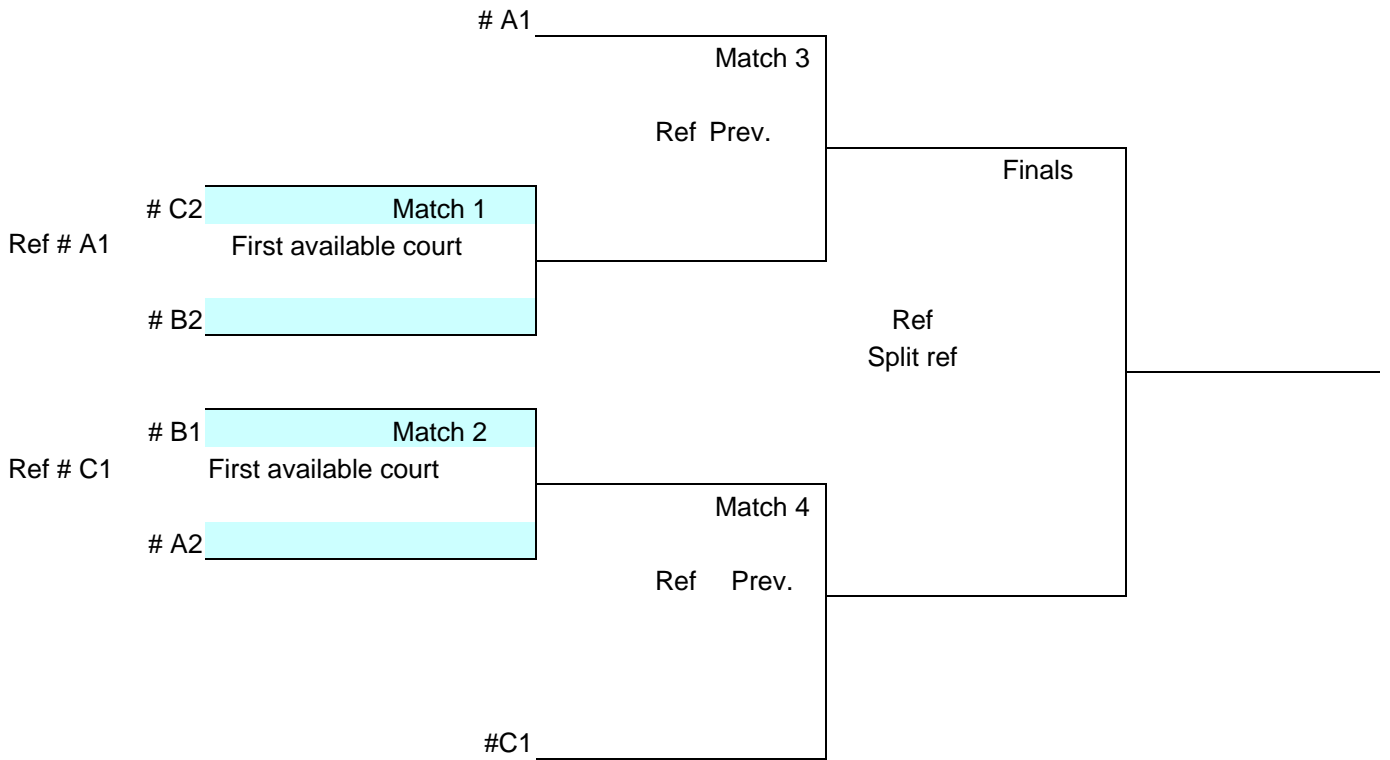 # A1
Match 3
Ref Prev.
Finals
# C2 Match 1
Ref # A1 First available court
# B2
Ref
Split ref
# B1 Match 2
Ref # C1 First available court
Match 4
# A2
Ref Prev.
#C1